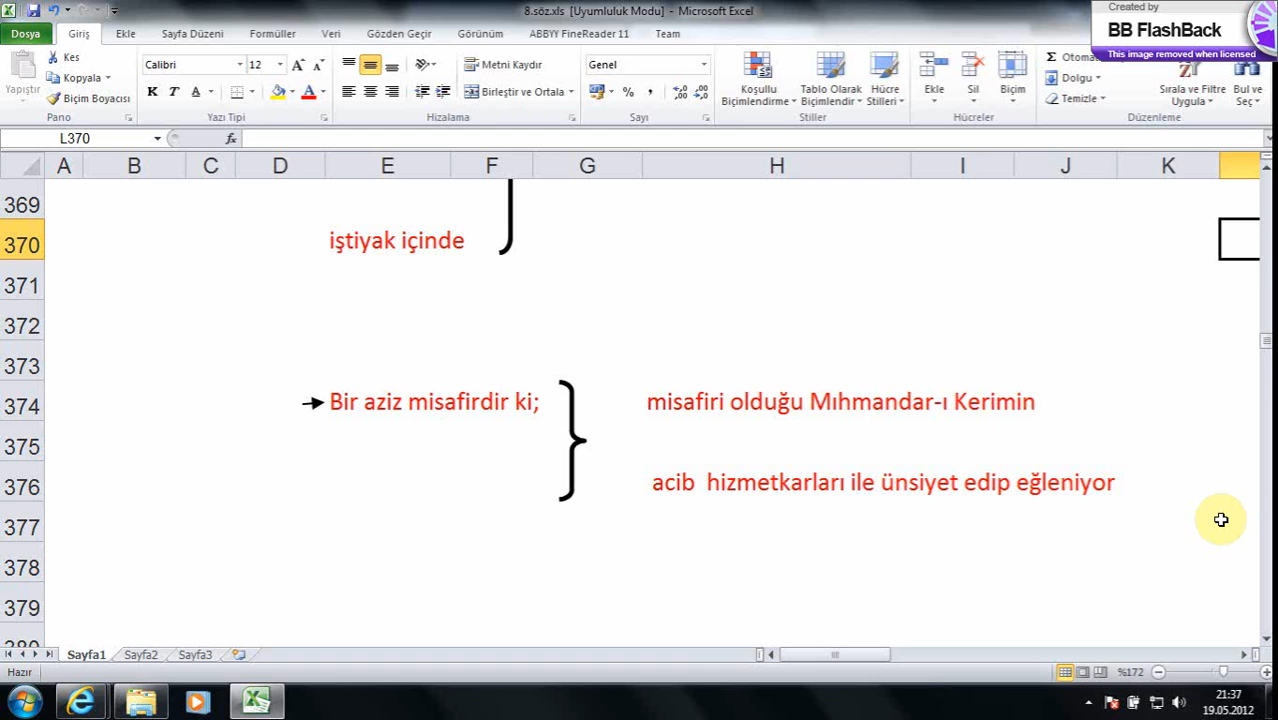 8.söz.xls [Uyumluluk Modu] - Microsoft Excel
Created by
BB FlashBack
This image removed when licensed
Dosya Giriş Ekle Sayfa Düzeni Formüller Veri Gözden Geçir Görünüm ABBYY FineReader 11 Team
Yapıştır
Kes
Kopyala
Biçim Boyacısı
Pano
Calibri 12
Yazı Tipi
Metni Kaydır
Birleştir ve Ortala
Hizalama
Genel
Sayı
Koşullu Biçimlendirme
Tablo Olarak Biçimlendir
Hücre Stilleri
Stiller
Ekle Sil Biçim
Hücreler
Σ Otoma
Dolgu
Temizle
Sırala ve Filtre Uygula
Bul ve Seç
Düzenleme
L370 fx
A B C D E F G H I J K
369
370 iştiyak içinde
371
372
373
374 Bir aziz misafirdir ki; misafiri olduğu Mıhmandar-ı Kerimin
375
376 acib hizmetkarları ile ünsiyet edip eğleniyor
377
378
379
380
Sayfa1 Sayfa2 Sayfa3
Hazır %172
21:37
19.05.2012